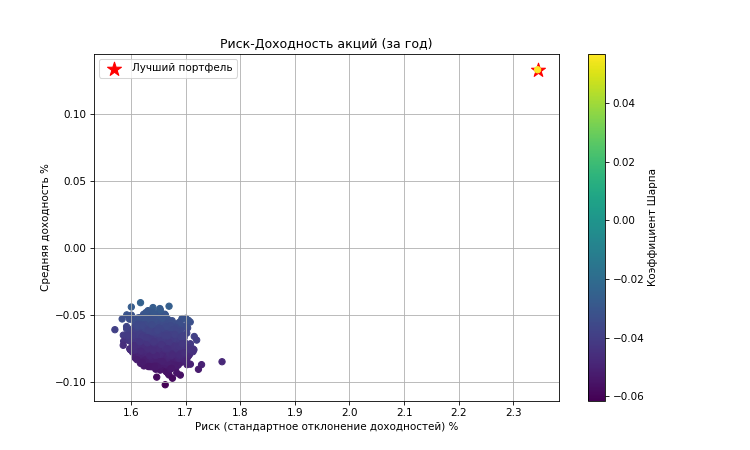 Риск-Доходность акций (за год)
Лучший портфель
Средняя доходность %
0.10
0.05
0.00
−0.05
−0.10
1.6 1.7 1.8 1.9 2.0 2.1 2.2 2.3
Риск (стандартное отклонение доходностей) %
0.04
0.02
0.00
−0.02
−0.04
−0.06
Коэффициент Шарпа